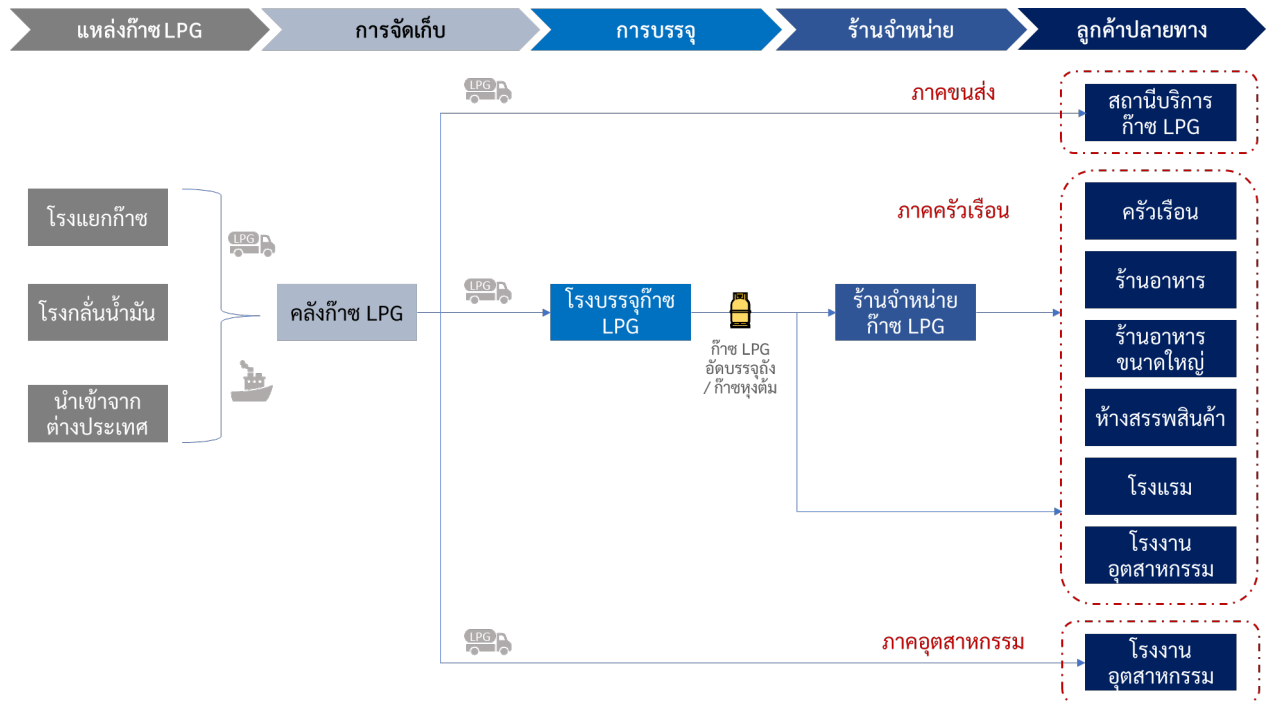 แหล่งก๊าซ LPG
การจัดเก็บ
การบรรจุ
ร้านจำหน่าย
ลูกค้าปลายทาง
LPG
ภาคขนส่ง
สถานีบริการ
ก๊าซ LPG
โรงแยกก๊าซ
LPG
ภาคครัวเรือน
ครัวเรือน
โรงกลั่นน้ำมัน
คลังก๊าซ LPG
LPG
โรงบรรจุก๊าซ
LPG
ก๊าซ LPG
อัดบรรจุถัง
/ ก๊าซหุงต้ม
ร้านจำหน่าย
ก๊าซ LPG
ร้านอาหาร
ร้านอาหาร
ขนาดใหญ่
นำเข้าจาก
ต่างประเทศ
ห้างสรรพสินค้า
โรงแรม
โรงงาน
อุตสาหกรรม
LPG
ภาคอุตสาหกรรม
โรงงาน
อุตสาหกรรม